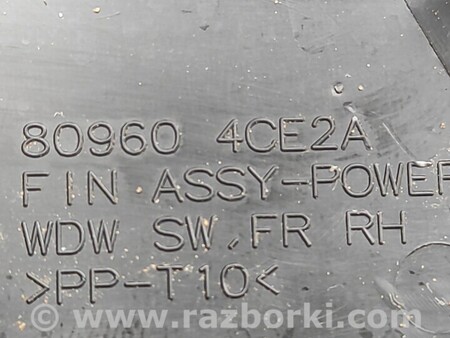 80960 4CE2A
FIN ASSY-POWER
WDW SW, FR RH
>PP-T10<
www.razborki.com